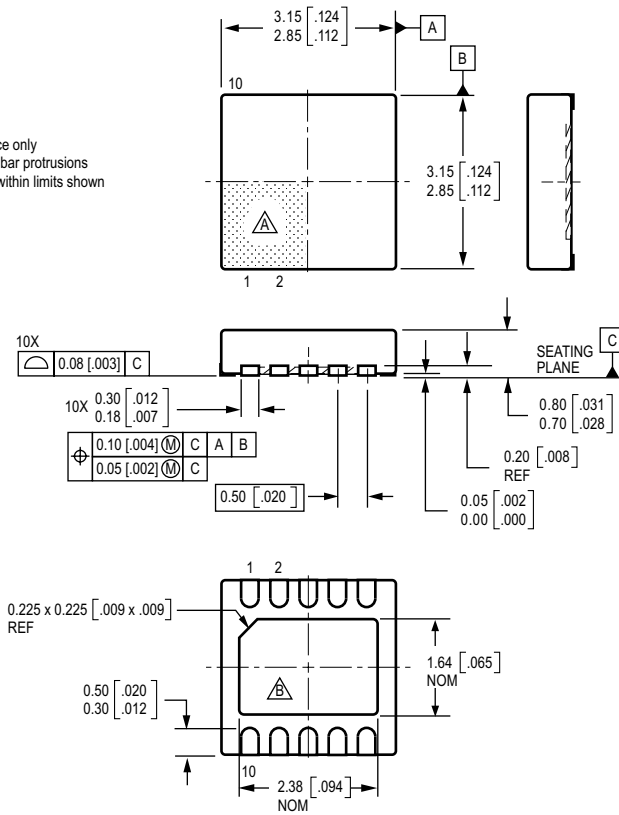 3.15 [.124
2.85 .112]
A
B
10
ce only
bar protrusions
within limits shown
3.15 [.124
2.85 .112]
A
1 2
10X
0.08 [.003] C
SEATING
PLANE
C
10X 0.30 [.012
0.18 .007]
0.10 [.004] Ⓜ C A B
0.05 [.002] Ⓜ C
0.80 [.031
0.70 .028]
0.20 [.008]
REF
0.50 [.020]
0.05 [.002
0.00 .000]
1 2
0.225 x 0.225 [.009 x .009]
REF
1.64 [.065]
NOM
B
0.50 [.020
0.30 .012]
10
2.38 [.094]
NOM